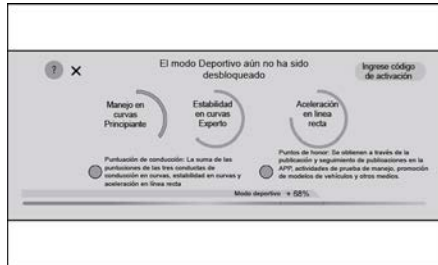 ?
X
El modo Deportivo aún no ha sido
desbloqueado
Ingrese código
de activación
Manejo en
curvas
Principiante
Estabilidad
en curvas
Experto
Aceleración
en línea
recta
Puntuación de conducción: La suma de las
puntuciones de las tres conductas de
conducción en curvas, estabilidad en curvas y
aceleración en línea recta
Puntos de honor: Se obtienen a través de la
publicación y seguimiento de publicaciones en la
APP, actividades de prueba de manejo, promoción
de modelos de vehículos y otros medios.
Modo deportivo + 68%